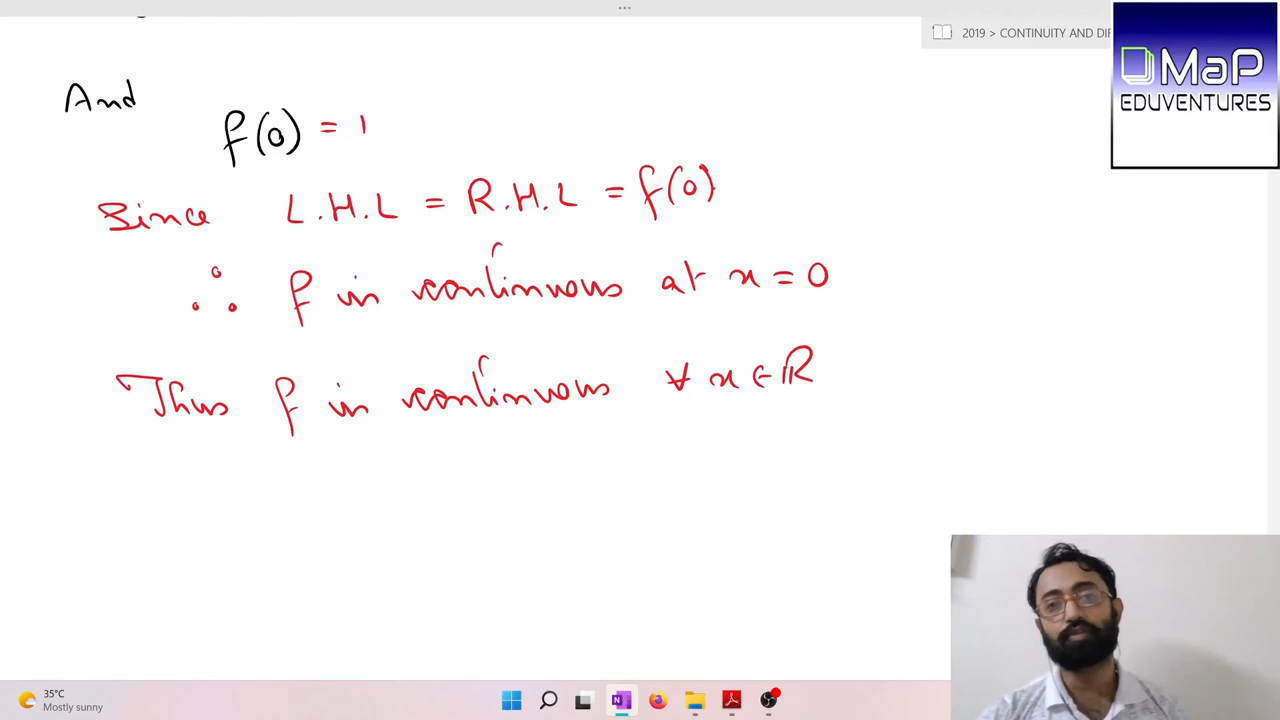 ...
2019 > CONTINUITY AND DIF
MaP
EDUVENTURES
And
f(0) = 1
Since L.H.L = R.H.L = f(0)
∴ f is continuous at x = 0
Thus f is continuous ∀ x ∈ ℝ
35°C
Mostly sunny